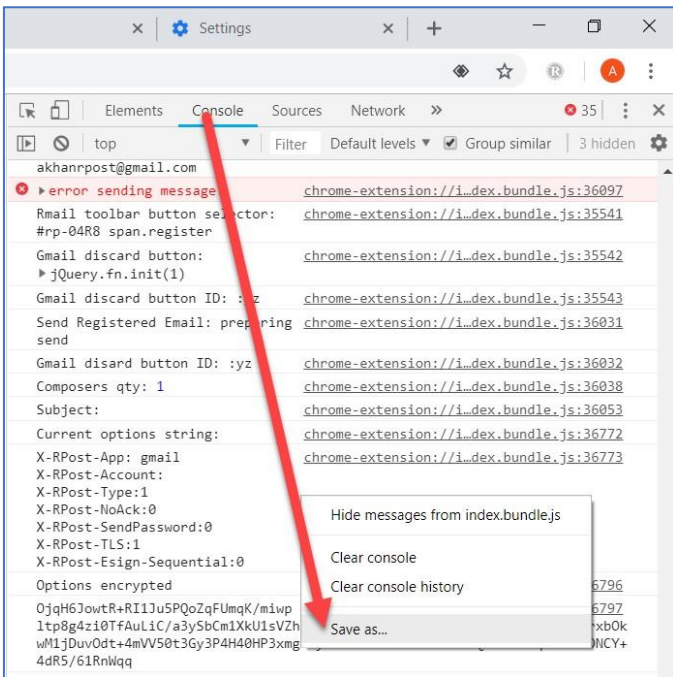 Settings
A
Elements Console Sources Network » 35
top Filter Default levels ▼ Group similar 3 hidden
akhanrpost@gmail.com
error sending message chrome-extension://i…dex.bundle.js:36097
Rmail toolbar button selector: chrome-extension://i…dex.bundle.js:35541
#rp-04R8 span.register
Gmail discard button: chrome-extension://i…dex.bundle.js:35542
jQuery.fn.init(1)
Gmail discard button ID: chrome-extension://i…dex.bundle.js:35543
Send Registered Email: preparing chrome-extension://i…dex.bundle.js:36031
send
Gmail disard button ID: :yz chrome-extension://i…dex.bundle.js:36032
Composers qty: 1 chrome-extension://i…dex.bundle.js:36038
Subject: chrome-extension://i…dex.bundle.js:36053
Current options string: chrome-extension://i…dex.bundle.js:36772
X-RPost-App: gmail chrome-extension://i…dex.bundle.js:36773
X-RPost-Account:
X-RPost-Type:1
X-RPost-NoAck:0
X-RPost-SendPassword:0
X-RPost-TLS:1
X-RPost-Esign-Sequential:0
Hide messages from index.bundle.js
Clear console
Clear console history
Save as...
Options encrypted 6796
OjqH6JowtR+RI1Ju5PQoZqFUmqK/miwp 6797
ltp8g4zi0TfAuLiC/a3ySbCm1XkU1sVZh rxbOk
wM1jDuvOdt+4mVV50t3Gy3P4H40HP3xmg ONCY+
4dR5/61RnWqq